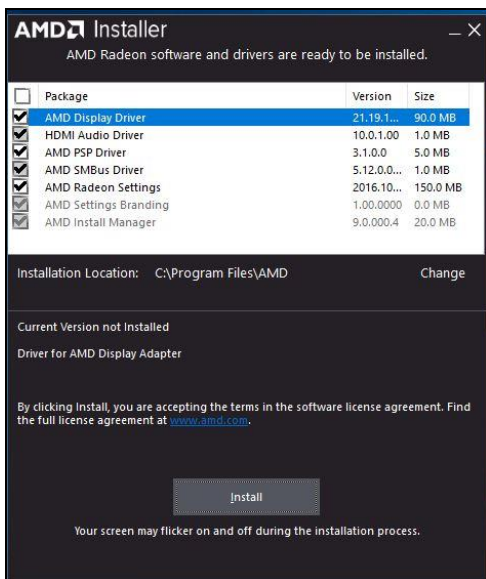 AMD Installer
AMD Radeon software and drivers are ready to be installed.
Package Version Size
AMD Display Driver 21.19.1... 90.0 MB
HDMI Audio Driver 10.0.1.00 1.0 MB
AMD PSP Driver 3.1.0.0 5.0 MB
AMD SMBus Driver 5.12.0.0... 1.0 MB
AMD Radeon Settings 2016.10... 150.0 MB
AMD Settings Branding 1.00.0000 0.0 MB
AMD Install Manager 9.0.000.4 20.0 MB
Installation Location: C:\Program Files\AMD Change
Current Version not Installed
Driver for AMD Display Adapter
By clicking Install, you are accepting the terms in the software license agreement. Find
the full license agreement at www.amd.com.
Install
Your screen may flicker on and off during the installation process.